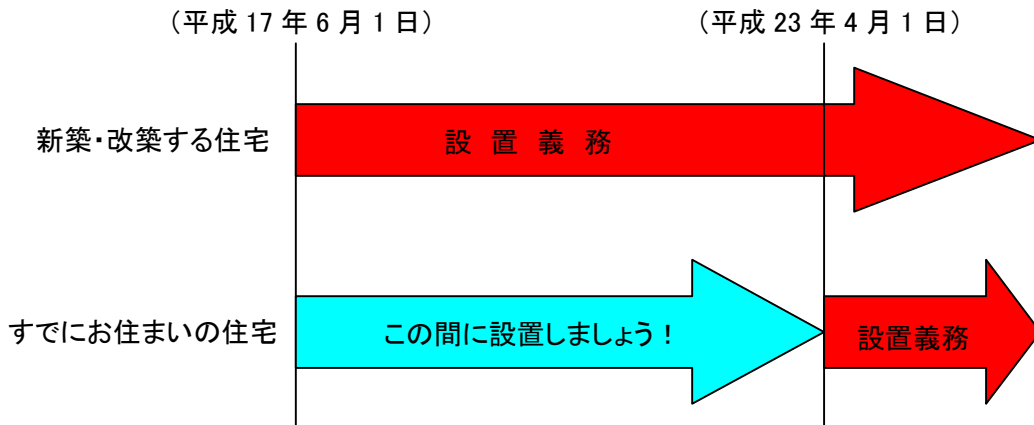 （平成 17 年 6 月 1 日）
（平成 23 年 4 月 1 日）
新築・改築する住宅
設 置 義 務
すでにお住まいの住宅
この間に設置しましょう！
設置義務